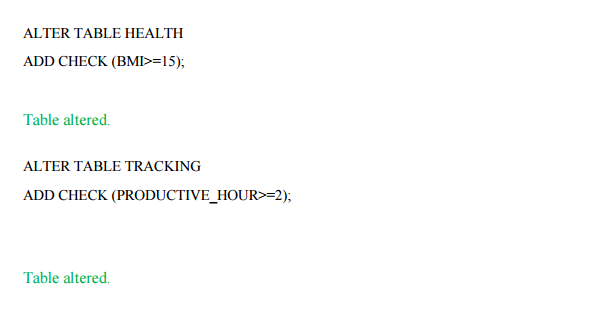 ALTER TABLE HEALTH
ADD CHECK (BMI>=15);
Table altered.
ALTER TABLE TRACKING
ADD CHECK (PRODUCTIVE_HOUR>=2);
Table altered.